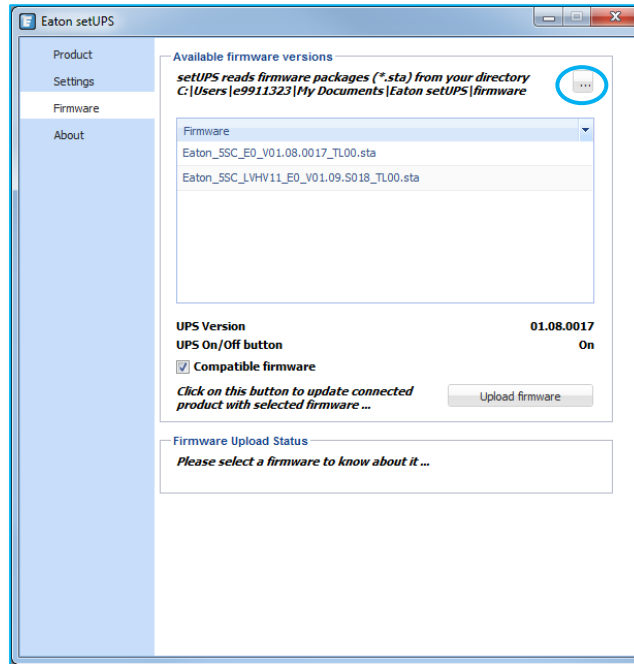 Eaton setUPS
Product
Settings
Firmware
About
Available firmware versions
setUPS reads firmware packages (*.sta) from your directory
C:|Users|e9911323|My Documents|Eaton setUPS|firmware
...
Firmware
Eaton_5SC_E0_V01.08.0017_TL00.sta
Eaton_5SC_LVHV11_E0_V01.09.S018_TL00.sta
UPS Version 01.08.0017
UPS On/Off button On
Compatible firmware
Click on this button to update connected
product with selected firmware ...
Upload firmware
Firmware Upload Status
Please select a firmware to know about it ...